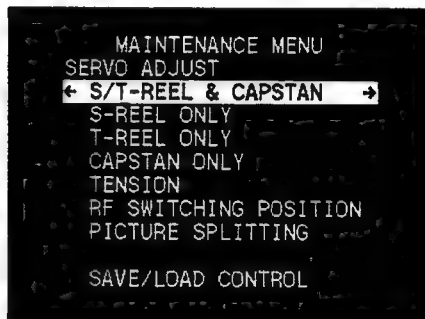 MAINTENANCE MENU
SERVO ADJUST
← S/T-REEL & CAPSTAN →
S-REEL ONLY
T-REEL ONLY
CAPSTAN ONLY
TENSION
RF SWITCHING POSITION
PICTURE SPLITTING
SAVE/LOAD CONTROL